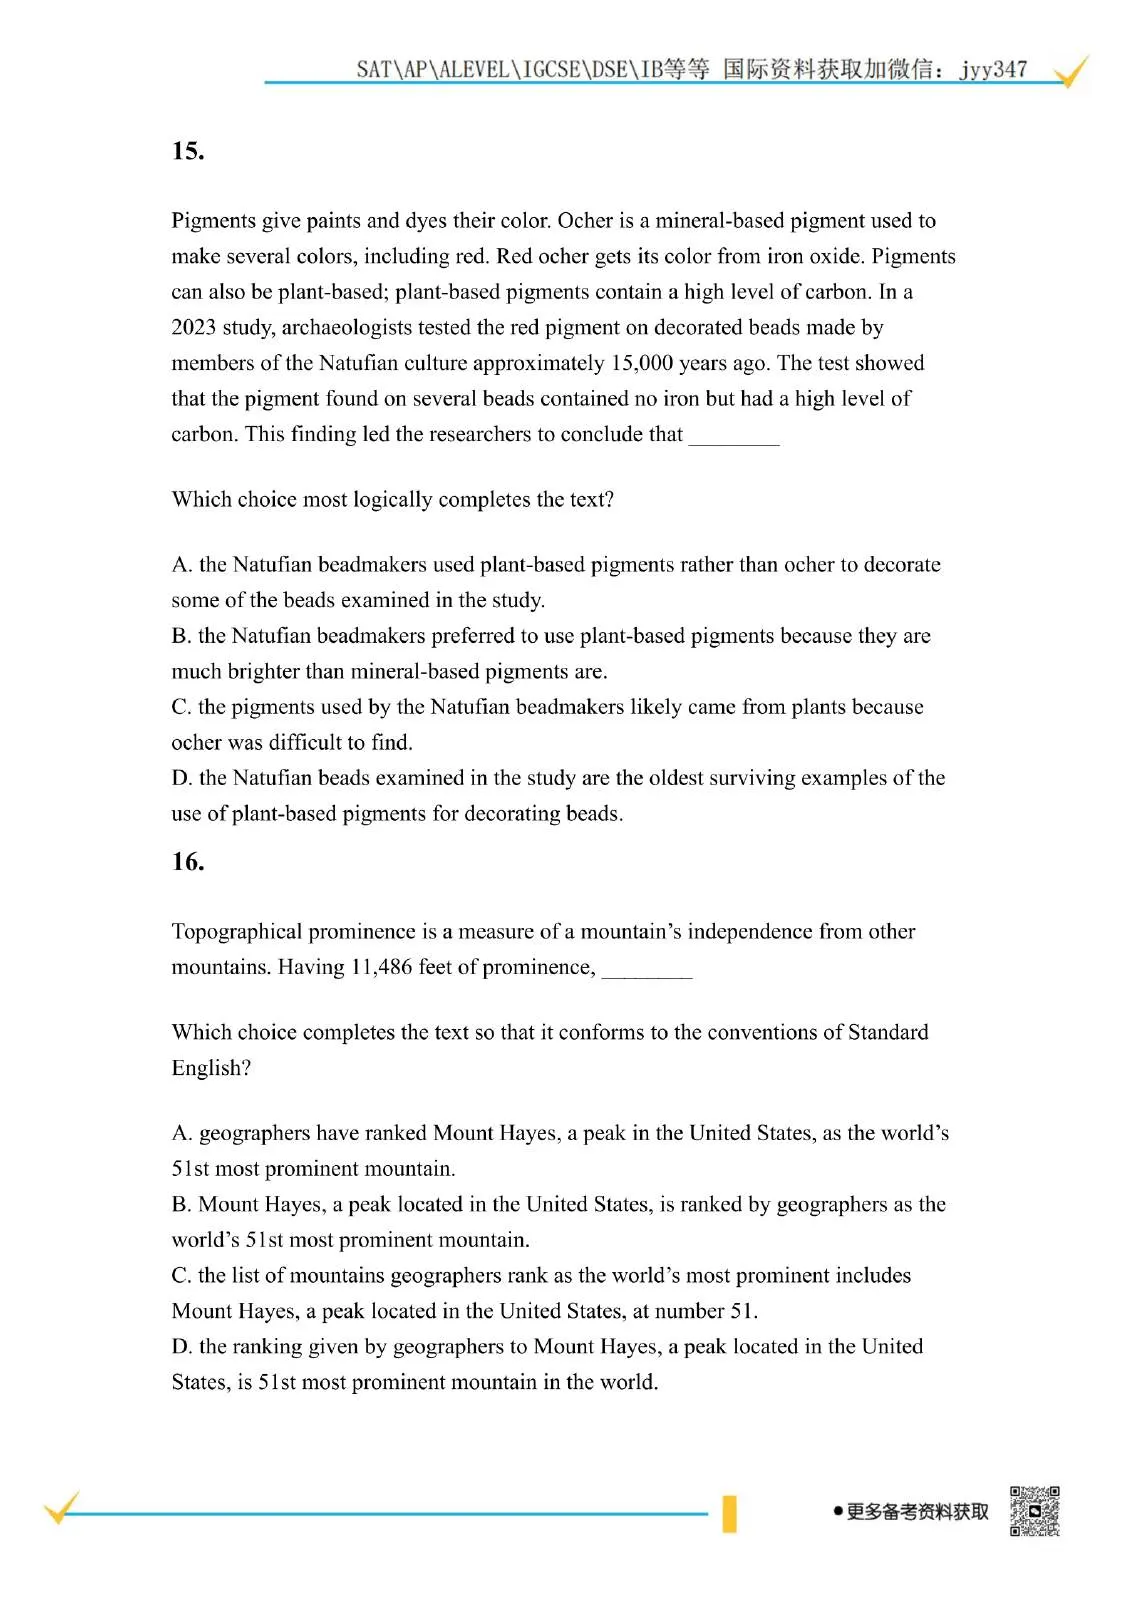 SAT\AP\ALEVEL\IGCSE\DSE\IB等等 国际资料获取加微信：jyy347
15.
Pigments give paints and dyes their color. Ocher is a mineral-based pigment used to
make several colors, including red. Red ocher gets its color from iron oxide. Pigments
can also be plant-based; plant-based pigments contain a high level of carbon. In a
2023 study, archaeologists tested the red pigment on decorated beads made by
members of the Natufian culture approximately 15,000 years ago. The test showed
that the pigment found on several beads contained no iron but had a high level of
carbon. This finding led the researchers to conclude that ________
Which choice most logically completes the text?
A. the Natufian beadmakers used plant-based pigments rather than ocher to decorate
some of the beads examined in the study.
B. the Natufian beadmakers preferred to use plant-based pigments because they are
much brighter than mineral-based pigments are.
C. the pigments used by the Natufian beadmakers likely came from plants because
ocher was difficult to find.
D. the Natufian beads examined in the study are the oldest surviving examples of the
use of plant-based pigments for decorating beads.
16.
Topographical prominence is a measure of a mountain’s independence from other
mountains. Having 11,486 feet of prominence, ________
Which choice completes the text so that it conforms to the conventions of Standard
English?
A. geographers have ranked Mount Hayes, a peak in the United States, as the world’s
51st most prominent mountain.
B. Mount Hayes, a peak located in the United States, is ranked by geographers as the
world’s 51st most prominent mountain.
C. the list of mountains geographers rank as the world’s most prominent includes
Mount Hayes, a peak located in the United States, at number 51.
D. the ranking given by geographers to Mount Hayes, a peak located in the United
States, is 51st most prominent mountain in the world.
●更多备考资料获取